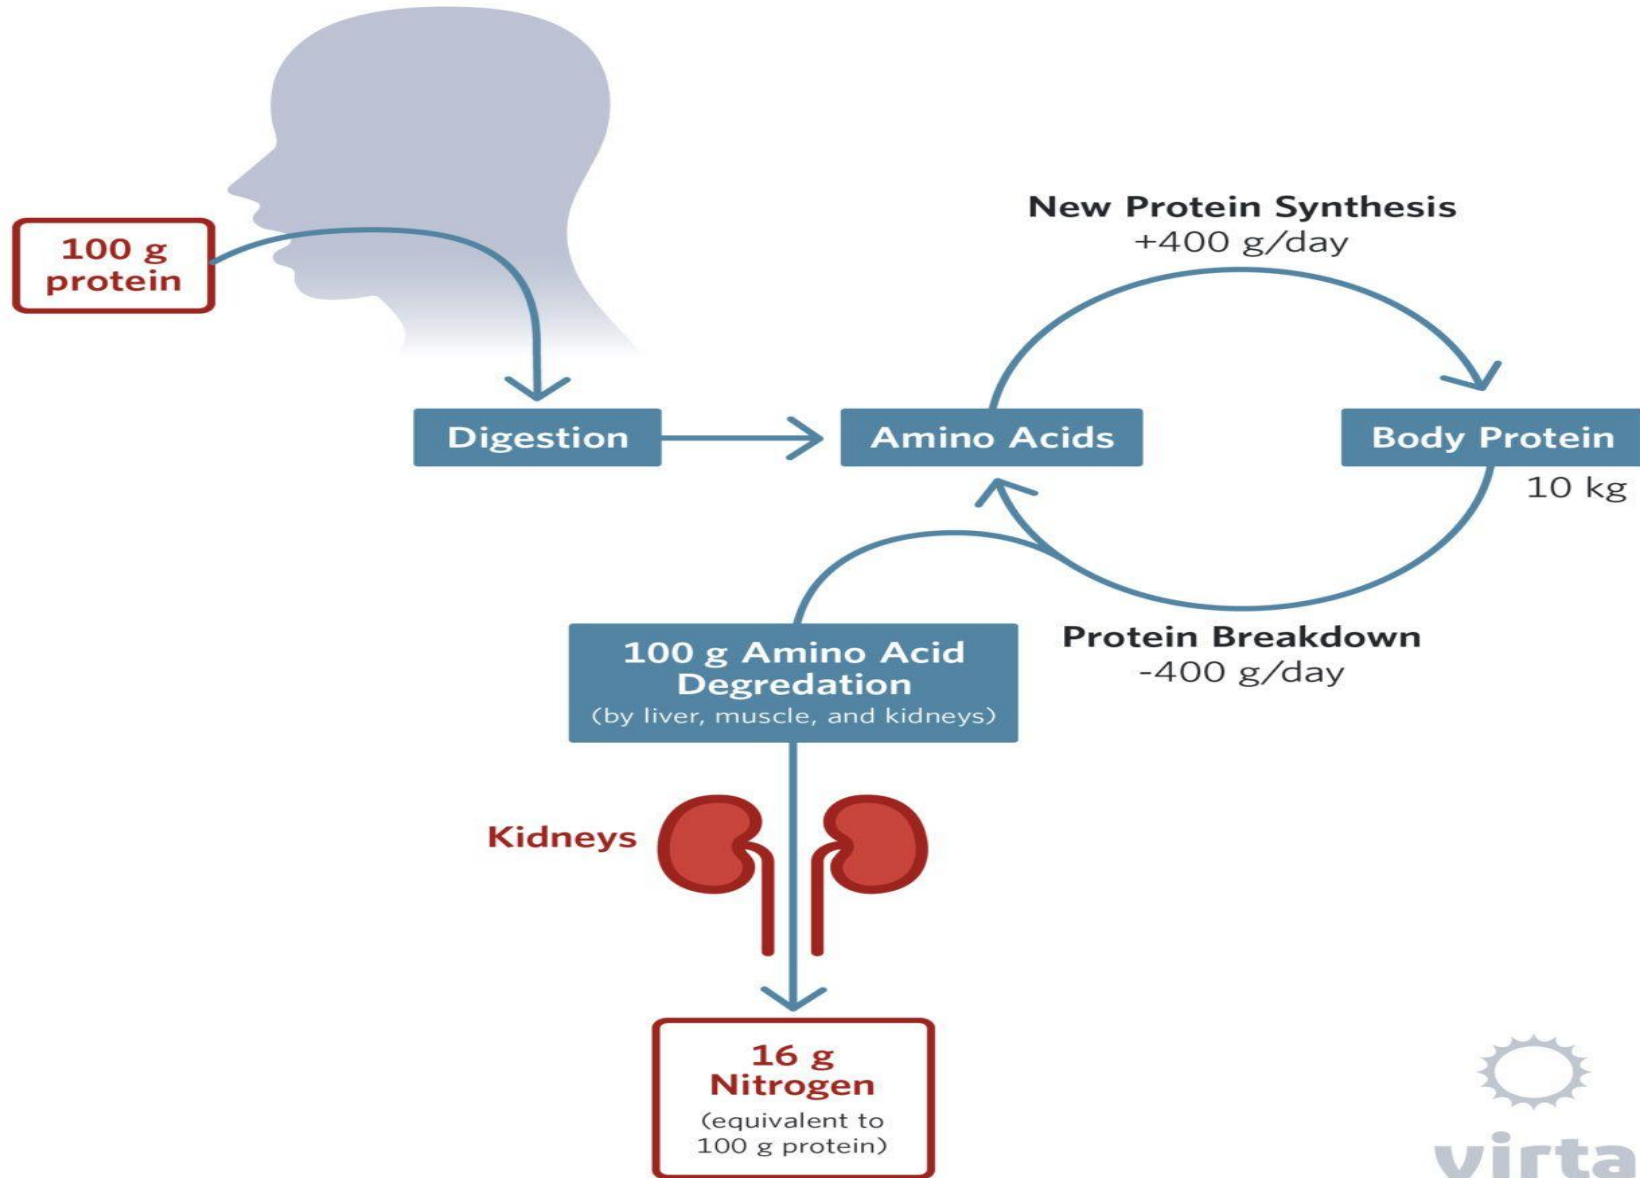 New Protein Synthesis
+400 g/day
100 g
protein
Digestion
Amino Acids
Body Protein
10 kg
100 g Amino Acid
Degredation
(by liver, muscle, and kidneys)
Protein Breakdown
-400 g/day
Kidneys
16 g
Nitrogen
(equivalent to
100 g protein)
virta